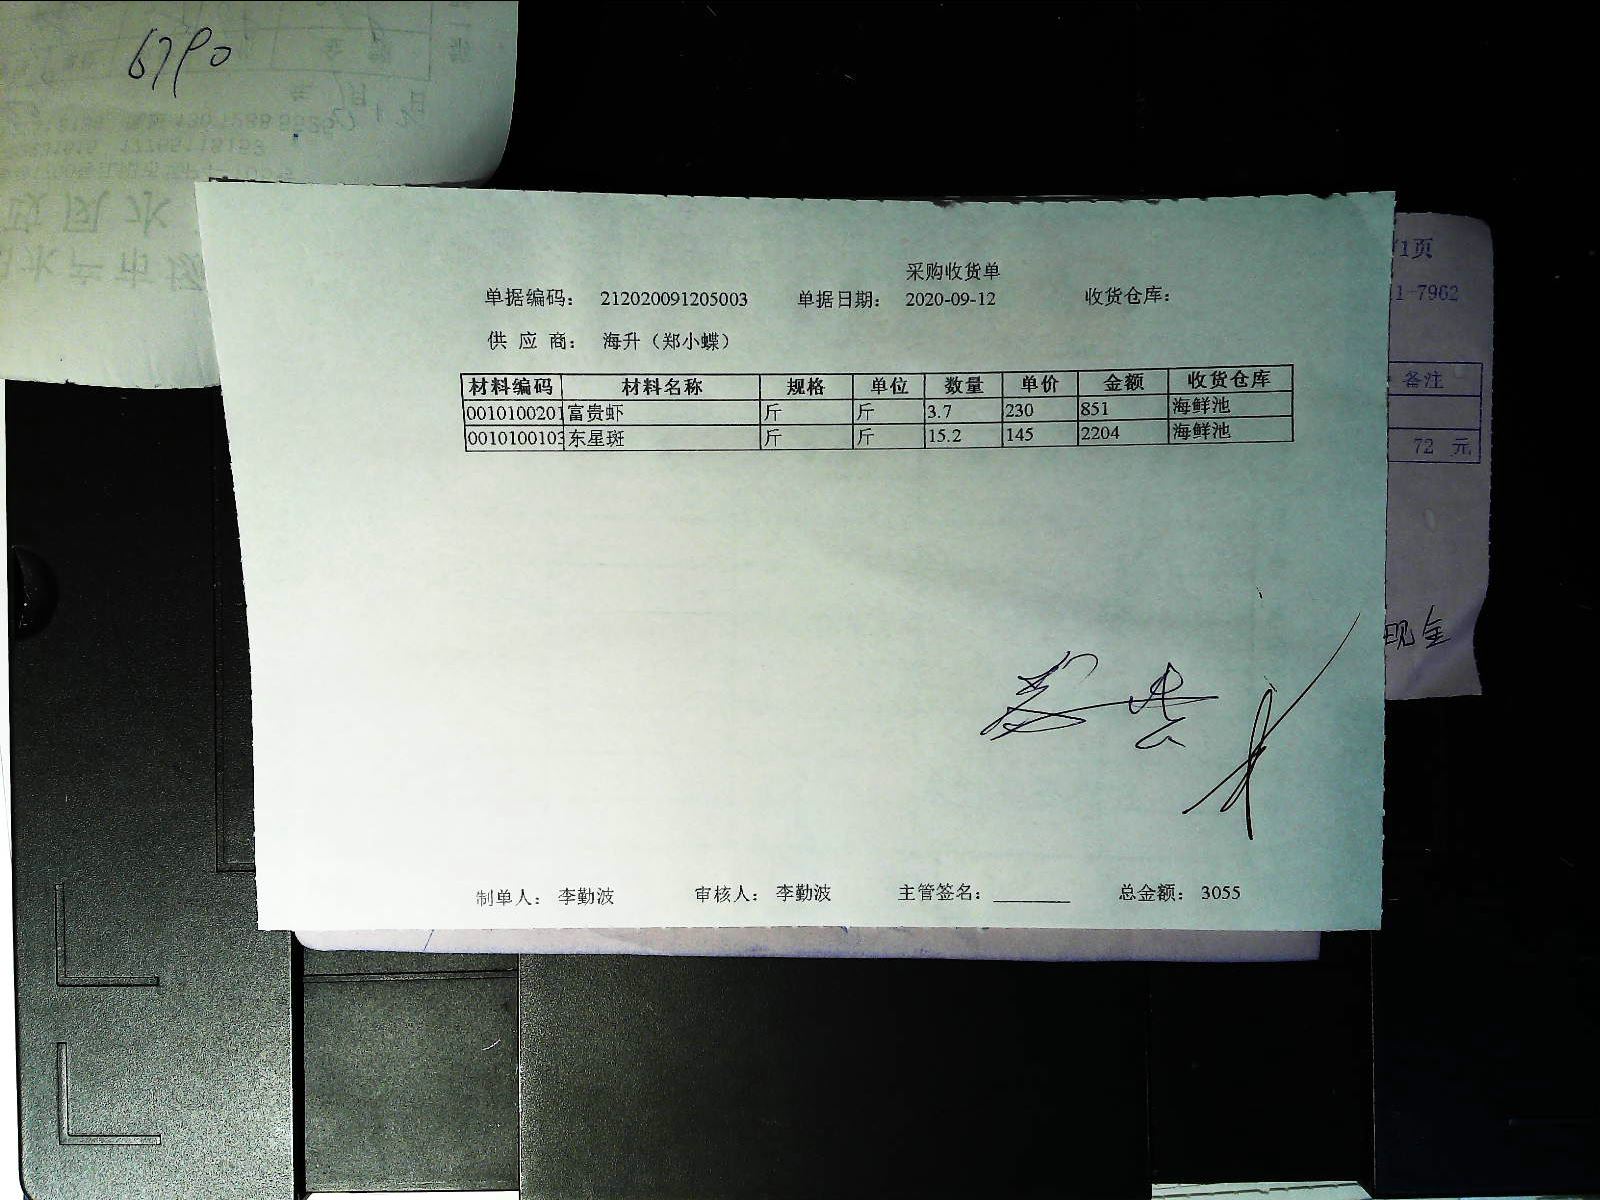 6790
采购收货单
单据编码： 212020091205003 单据日期： 2020-09-12 收货仓库：
供 应 商： 海升（郑小蝶）
材料编码 材料名称 规格 单位 数量 单价 金额 收货仓库
0010100201 富贵虾 斤 斤 3.7 230 851 海鲜池
0010100103 东星斑 斤 斤 15.2 145 2204 海鲜池
制单人： 李勤波 审核人： 李勤波 主管签名：________ 总金额： 3055
1页
1-7962
备注
72 元
现金